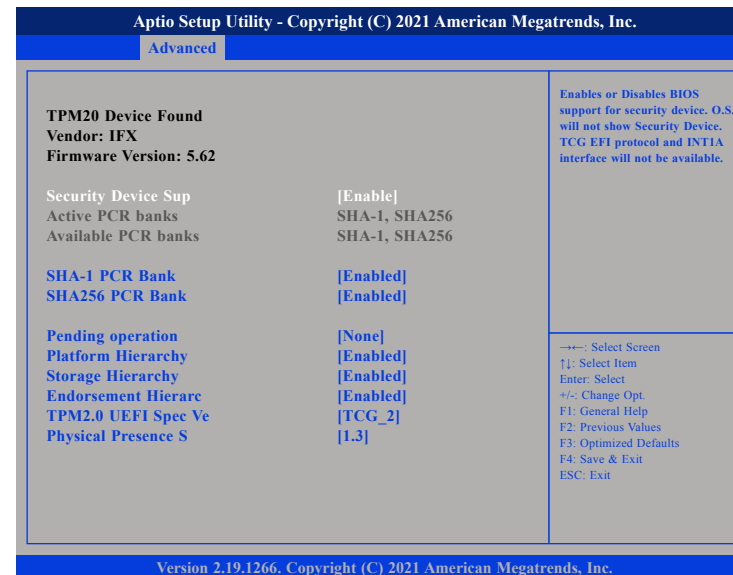 Aptio Setup Utility - Copyright (C) 2021 American Megatrends, Inc.
Advanced
TPM20 Device Found
Vendor: IFX
Firmware Version: 5.62
Security Device Sup [Enable]
Active PCR banks SHA-1, SHA256
Available PCR banks SHA-1, SHA256
SHA-1 PCR Bank [Enabled]
SHA256 PCR Bank [Enabled]
Pending operation [None]
Platform Hierarchy [Enabled]
Storage Hierarchy [Enabled]
Endorsement Hierarc [Enabled]
TPM2.0 UEFI Spec Ve [TCG_2]
Physical Presence S [1.3]
Enables or Disables BIOS
support for security device. O.S.
will not show Security Device.
TCG EFI protocol and INT1A
interface will not be available.
→←: Select Screen
↑↓: Select Item
Enter: Select
+/-: Change Opt.
F1: General Help
F2: Previous Values
F3: Optimized Defaults
F4: Save & Exit
ESC: Exit
Version 2.19.1266. Copyright (C) 2021 American Megatrends, Inc.